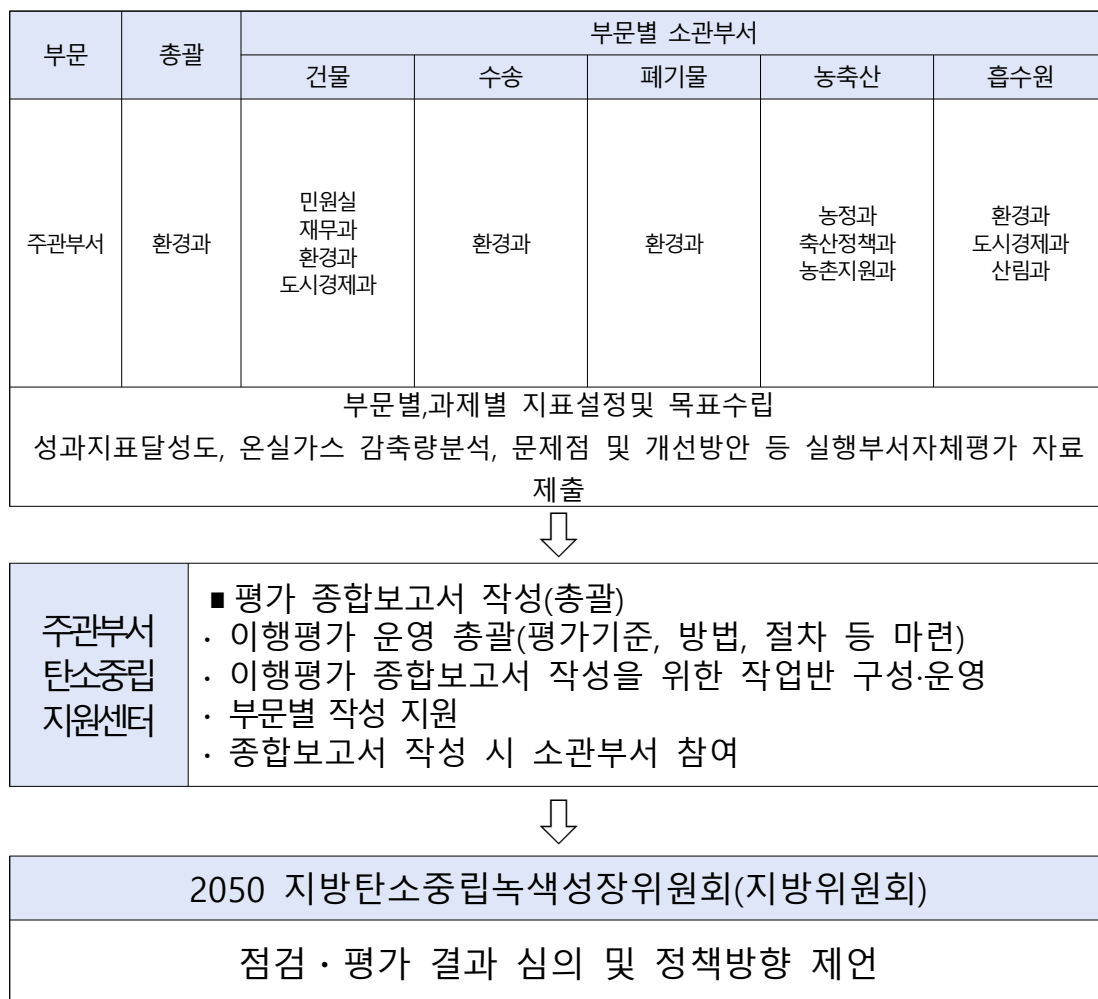 부문 총괄 부문별 소관부서
건물 수송 폐기물 농축산 흡수원
주관부서 환경과 민원실 재무과 환경과 도시경제과 환경과 환경과 농정과 축산정책과 농촌지원과 환경과 도시경제과 산림과
부문별,과제별 지표설정및 목표수립
성과지표달성도, 온실가스 감축량분석, 문제점 및 개선방안 등 실행부서자체평가 자료
제출
주관부서
탄소중립
지원센터
■ 평가 종합보고서 작성(총괄)
· 이행평가 운영 총괄(평가기준, 방법, 절차 등 마련)
· 이행평가 종합보고서 작성을 위한 작업반 구성·운영
· 부문별 작성 지원
· 종합보고서 작성 시 소관부서 참여
2050 지방탄소중립녹색성장위원회(지방위원회)
점검 · 평가 결과 심의 및 정책방향 제언